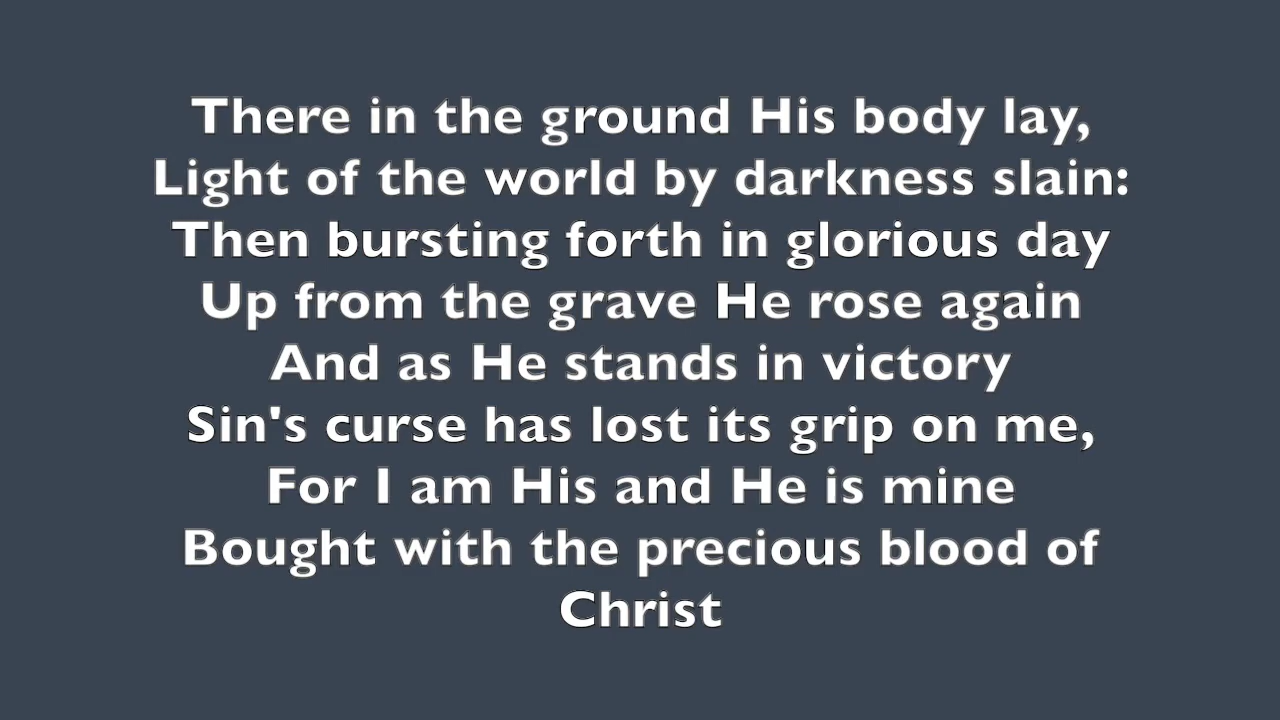 There in the ground His body lay,
Light of the world by darkness slain:
Then bursting forth in glorious day
Up from the grave He rose again
And as He stands in victory
Sin's curse has lost its grip on me,
For I am His and He is mine
Bought with the precious blood of
Christ